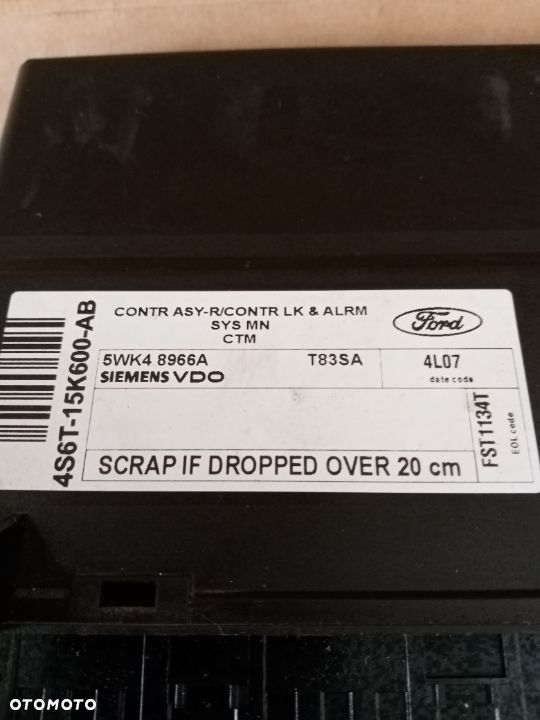 4S6T-15K600-AB
CONTR ASY-R/CONTR LK & ALRM
SYS MN
CTM
Ford
5WK4 8966A T83SA
SIEMENS VDO
4L07
date code
FST1134T
EOL code
SCRAP IF DROPPED OVER 20 cm
OTOMOTO